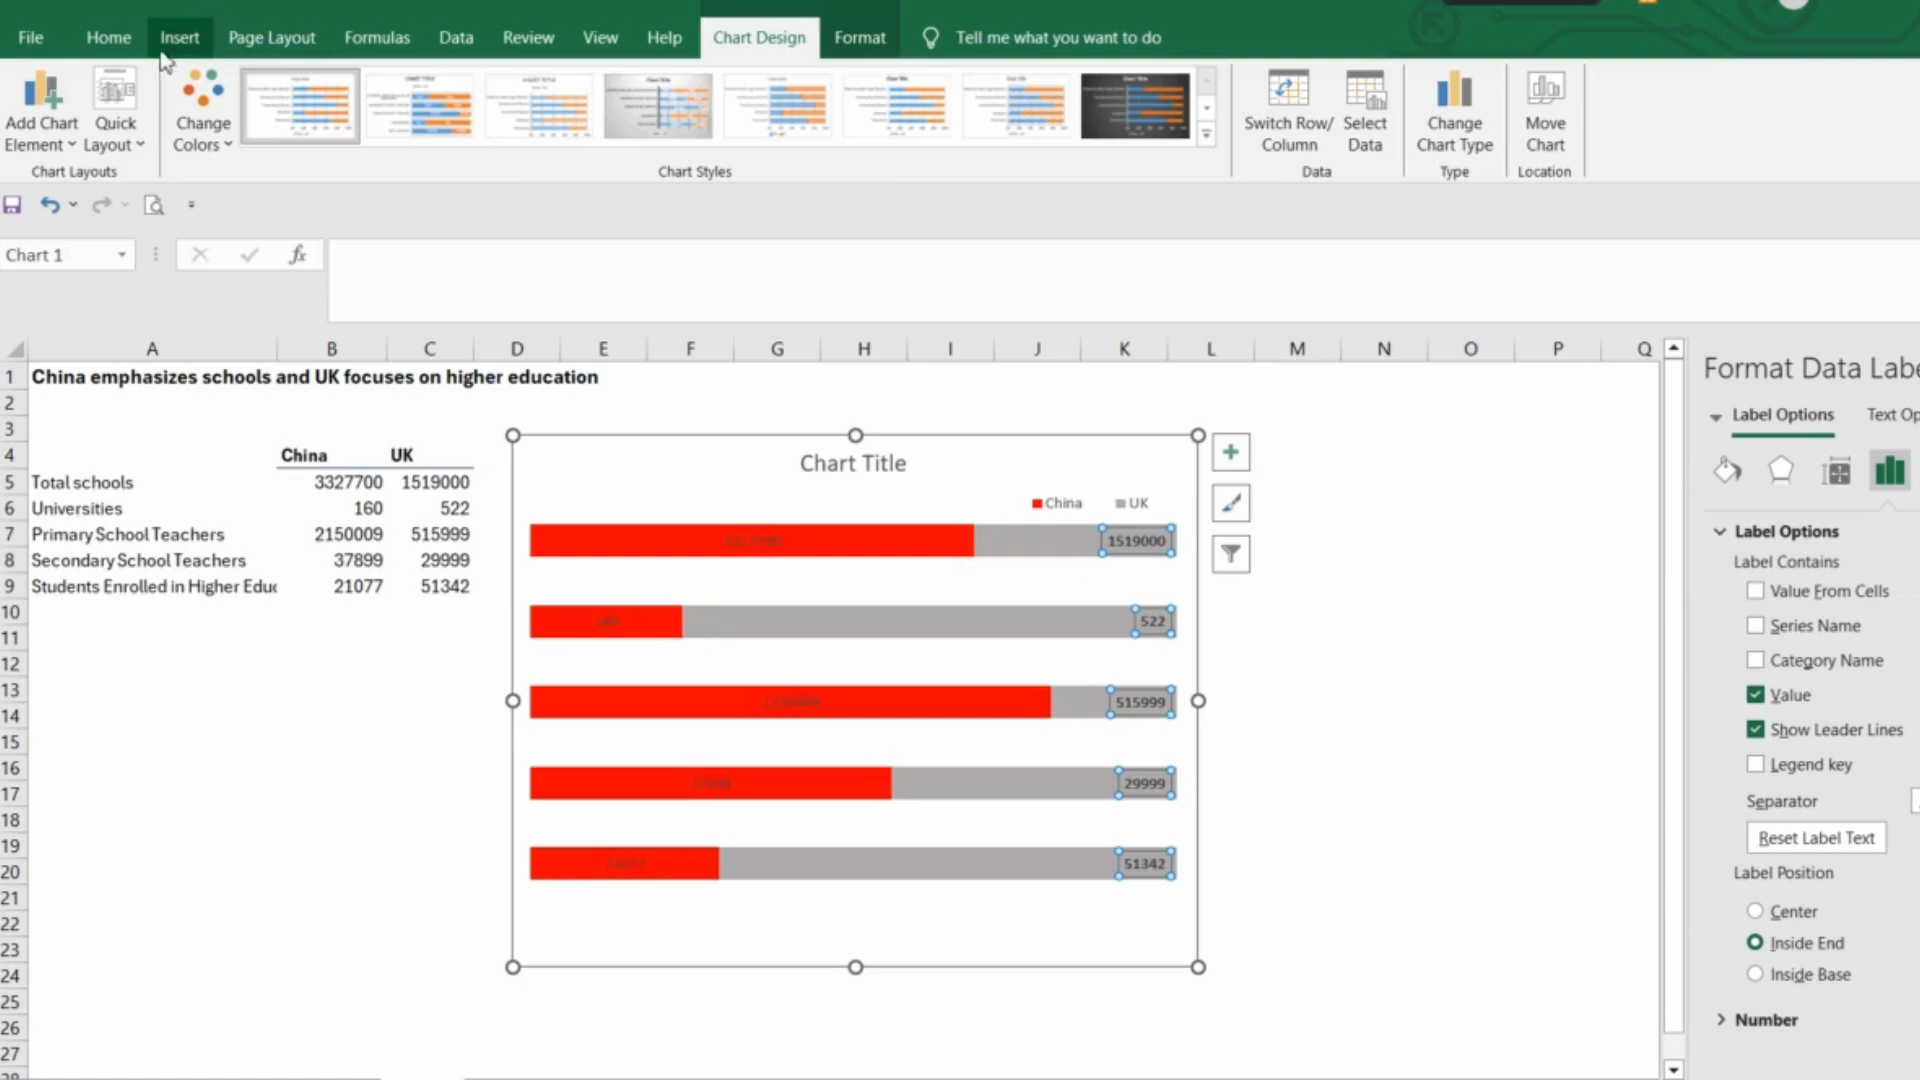 File Home Insert Page Layout Formulas Data Review View Help Chart Design Format Tell me what you want to do
Add Chart Element Quick Layout Change Colors Switch Row/ Column Select Data Change Chart Type Move Chart
Chart Layouts Chart Styles Data Type Location
Chart 1 fx
A B C D E F G H I J K L M N O P Q
1 China emphasizes schools and UK focuses on higher education
2
3
4 China UK
5 Total schools 3327700 1519000
6 Universities 160 522
7 Primary School Teachers 2150009 515999
8 Secondary School Teachers 37899 29999
9 Students Enrolled in Higher Educ 21077 51342
10
11
12
13
14
15
16
17
18
19
20
21
22
23
24
25
26
27
28
Chart Title
China UK
3327700 1519000
160 522
2150009 515999
37899 29999
21077 51342
Format Data Labe
Label Options Text Op
Label Options
Label Contains
Value From Cells
Series Name
Category Name
Value
Show Leader Lines
Legend key
Separator ,
Reset Label Text
Label Position
Center
Inside End
Inside Base
Number